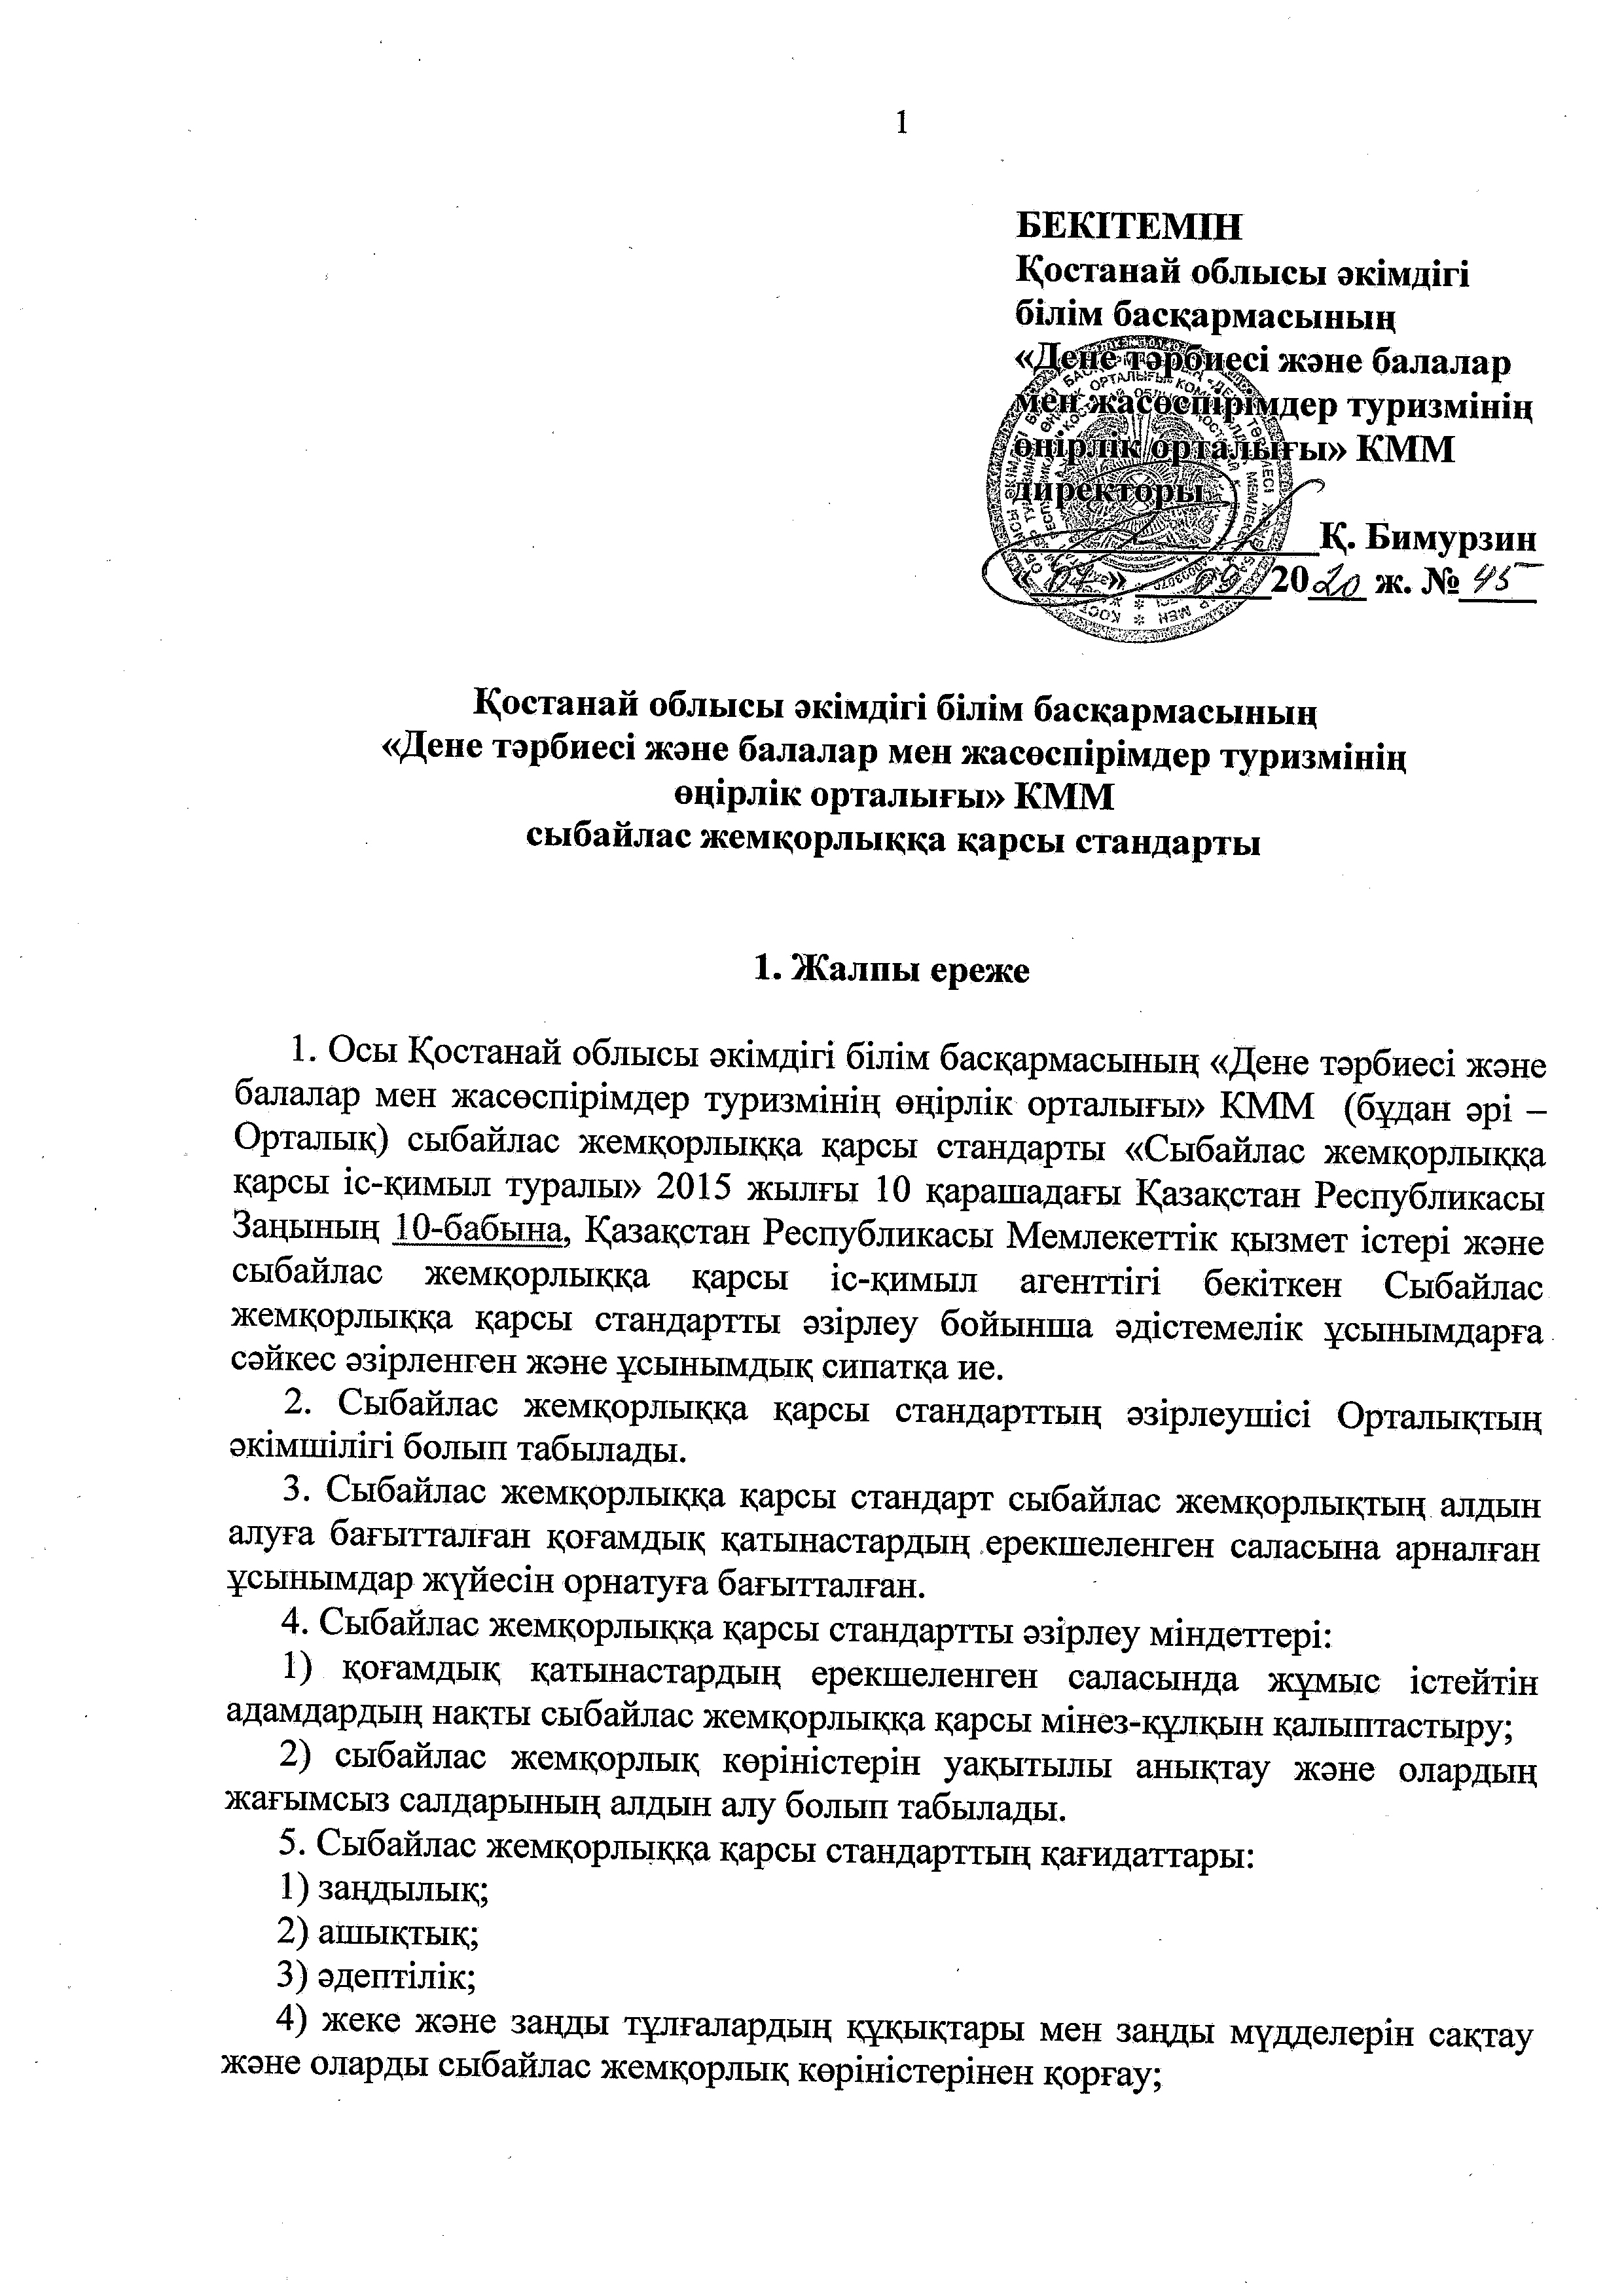 1
БЕКІТЕМІН
Қостанай облысы әкімдігі
білім басқармасының
«Дене тәрбиесі және балалар
мен жасөспірімдер туризмінің
өңірлік орталығы» КММ
директоры
Қ. Бимурзин
«07» 2020 ж. № 45
Қостанай облысы әкімдігі білім басқармасының
«Дене тәрбиесі және балалар мен жасөспірімдер туризмінің
өңірлік орталығы» КММ
сыбайлас жемқорлыққа қарсы стандарты
1. Жалпы ереже
1. Осы Қостанай облысы әкімдігі білім басқармасының «Дене тәрбиесі және
балалар мен жасөспірімдер туризмінің өңірлік орталығы» КММ (бұдан әрі –
Орталық) сыбайлас жемқорлыққа қарсы стандарты «Сыбайлас жемқорлыққа
қарсы іс-қимыл туралы» 2015 жылғы 10 қарашадағы Қазақстан Республикасы
Заңының 10-бабына, Қазақстан Республикасы Мемлекеттік қызмет істері және
сыбайлас жемқорлыққа қарсы іс-қимыл агенттігі бекіткен Сыбайлас
жемқорлыққа қарсы стандартты әзірлеу бойынша әдістемелік ұсынымдарға
сәйкес әзірленген және ұсынымдық сипатқа ие.
2. Сыбайлас жемқорлыққа қарсы стандарттың әзірлеушісі Орталықтың
әкімшілігі болып табылады.
3. Сыбайлас жемқорлыққа қарсы стандарт сыбайлас жемқорлықтың алдын
алуға бағытталған қоғамдық қатынастардың ерекшеленген саласына арналған
ұсынымдар жүйесін орнатуға бағытталған.
4. Сыбайлас жемқорлыққа қарсы стандартты әзірлеу міндеттері:
1) қоғамдық қатынастардың ерекшеленген саласында жұмыс істейтін
адамдардың нақты сыбайлас жемқорлыққа қарсы мінез-құлқын қалыптастыру;
2) сыбайлас жемқорлық көріністерін уақытылы анықтау және олардың
жағымсыз салдарының алдын алу болып табылады.
5. Сыбайлас жемқорлыққа қарсы стандарттың қағидаттары:
1) заңдылық;
2) ашықтық;
3) әдептілік;
4) жеке және заңды тұлғалардың құқықтары мен заңды мүдделерін сақтау
және оларды сыбайлас жемқорлық көріністерінен қорғау;